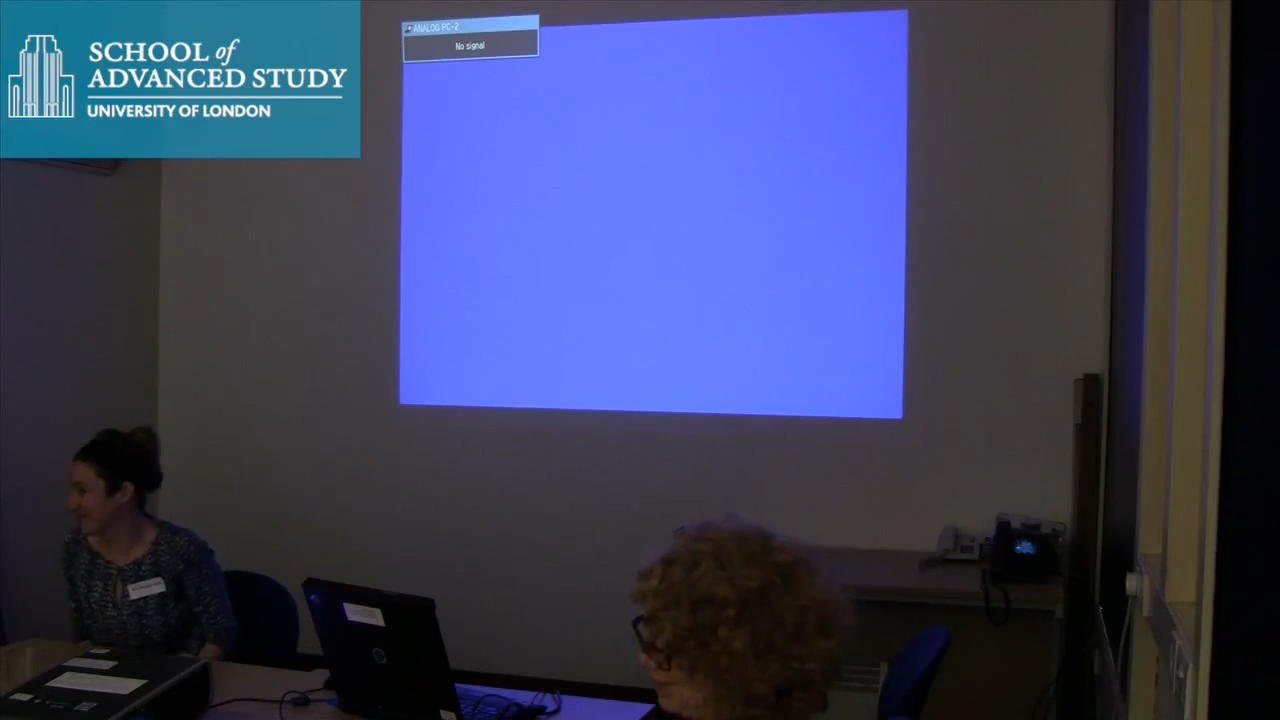 SCHOOL of
ADVANCED STUDY
UNIVERSITY OF LONDON
ANALOG PC-2
No signal